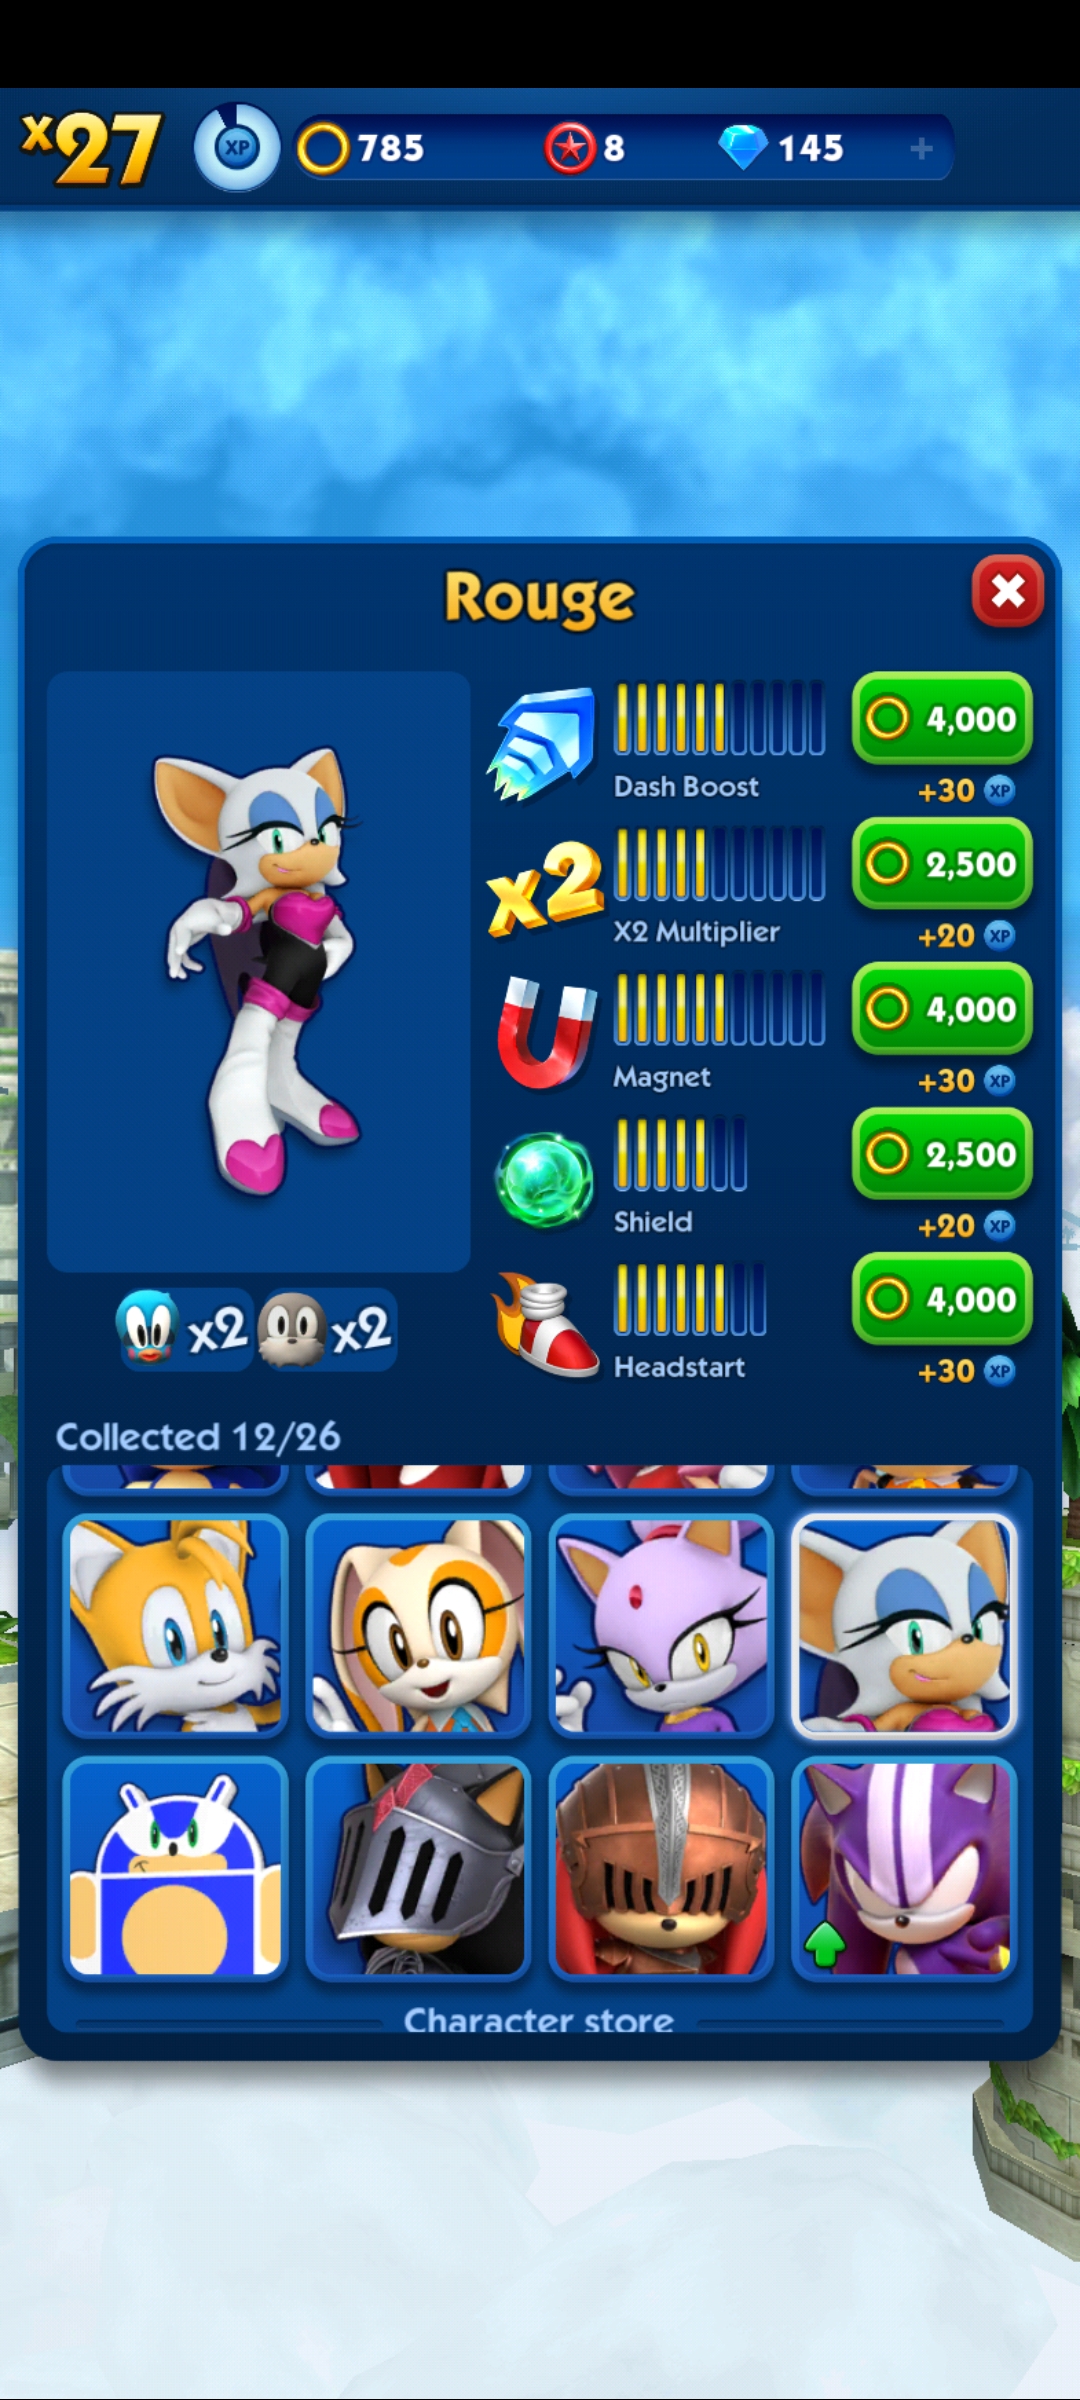 x27 XP 785 8 145 +
Rouge
4,000
Dash Boost
+30 XP
x2
2,500
X2 Multiplier
+20 XP
4,000
Magnet
+30 XP
2,500
Shield
+20 XP
4,000
Headstart
+30 XP
x2 x2
Collected 12/26
Character store